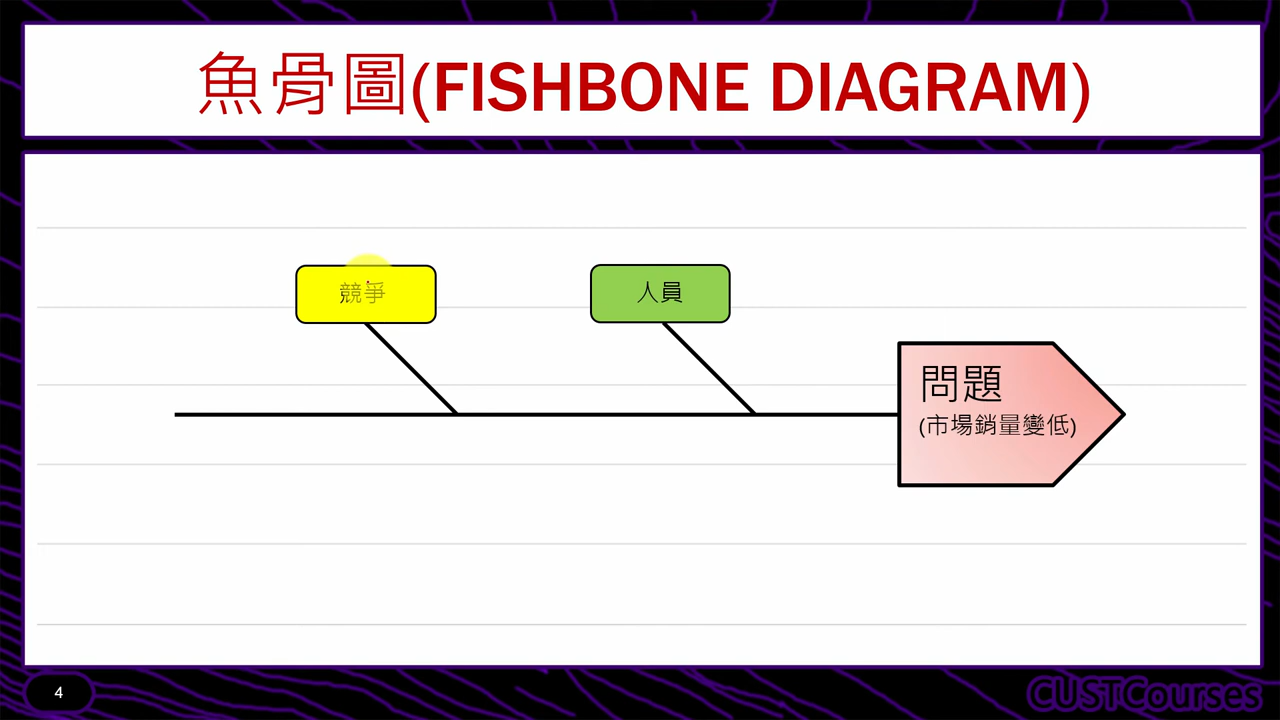 魚骨圖(FISHBONE DIAGRAM)
競爭
人員
問題
(市場銷量變低)
4
CUSTCourses